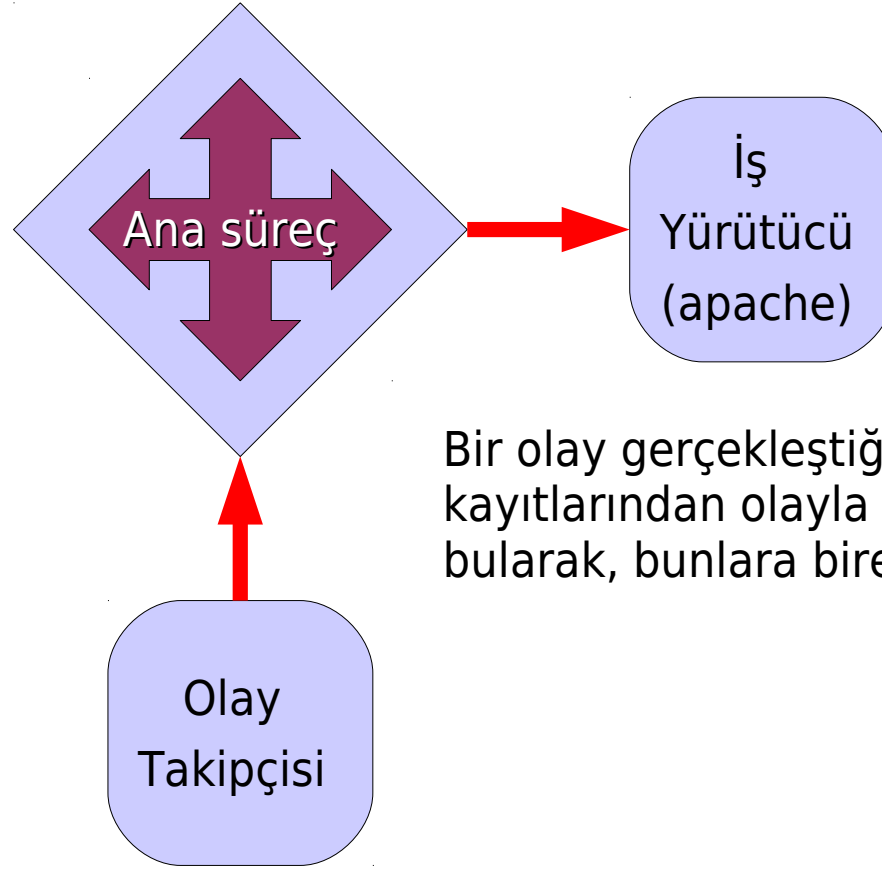 Ana süreç
İş
Yürütücü
(apache)
Bir olay gerçekleştiğ
kayıtlarından olayla
bularak, bunlara bire
Olay
Takipçisi